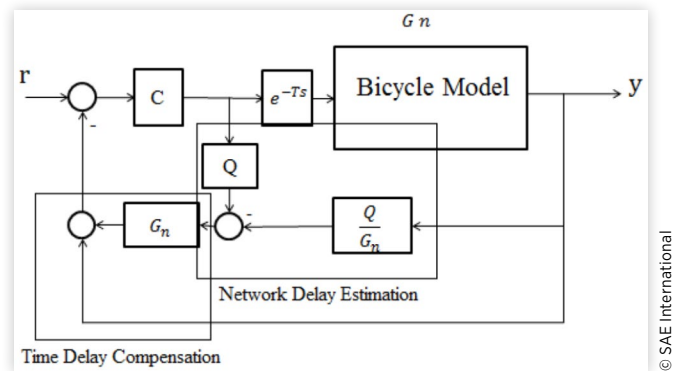 G n
r
-
C
e^{-Ts}
Bicycle Model
y
Q
-
G_n
Q
G_n
Network Delay Estimation
Time Delay Compensation
© SAE International